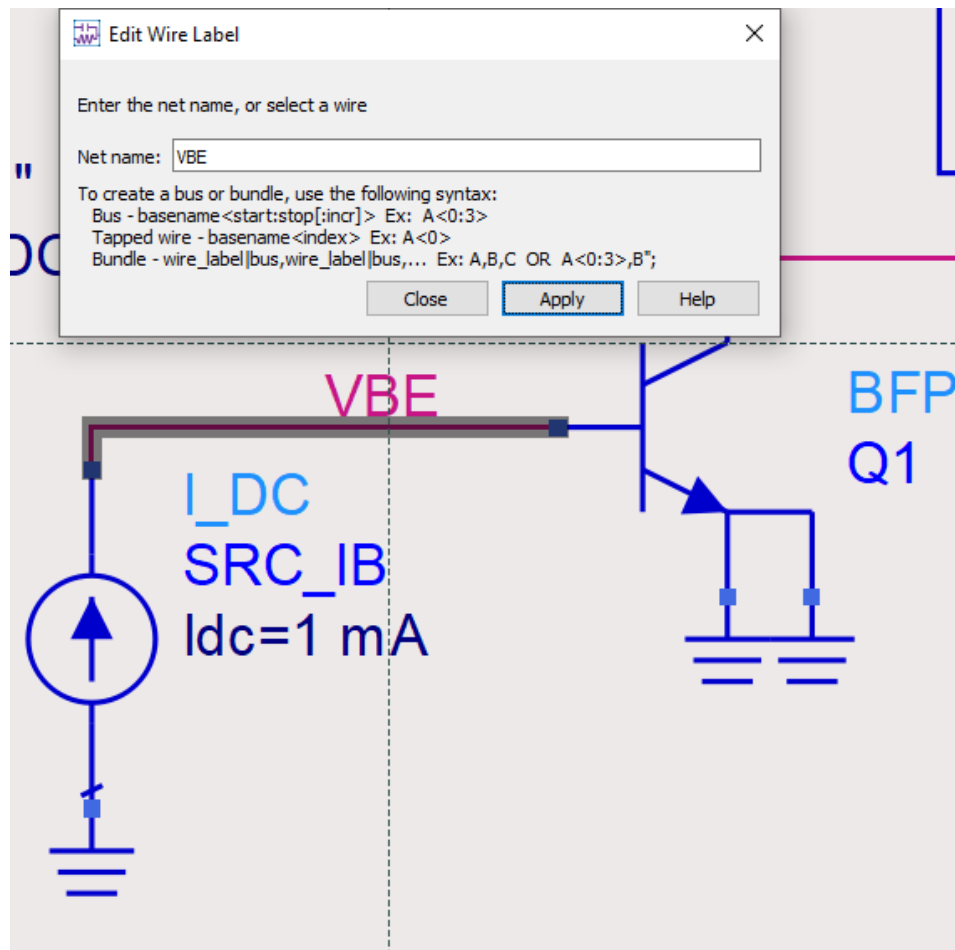 Edit Wire Label
Enter the net name, or select a wire
Net name: VBE
To create a bus or bundle, use the following syntax:
Bus - basename<start:stop[:incr]> Ex: A<0:3>
Tapped wire - basename<index> Ex: A<0>
Bundle - wire_label|bus,wire_label|bus,... Ex: A,B,C OR A<0:3>,B";
Close Apply Help
"
DC
VBE
BFP
Q1
I_DC
SRC_IB
Idc=1 mA